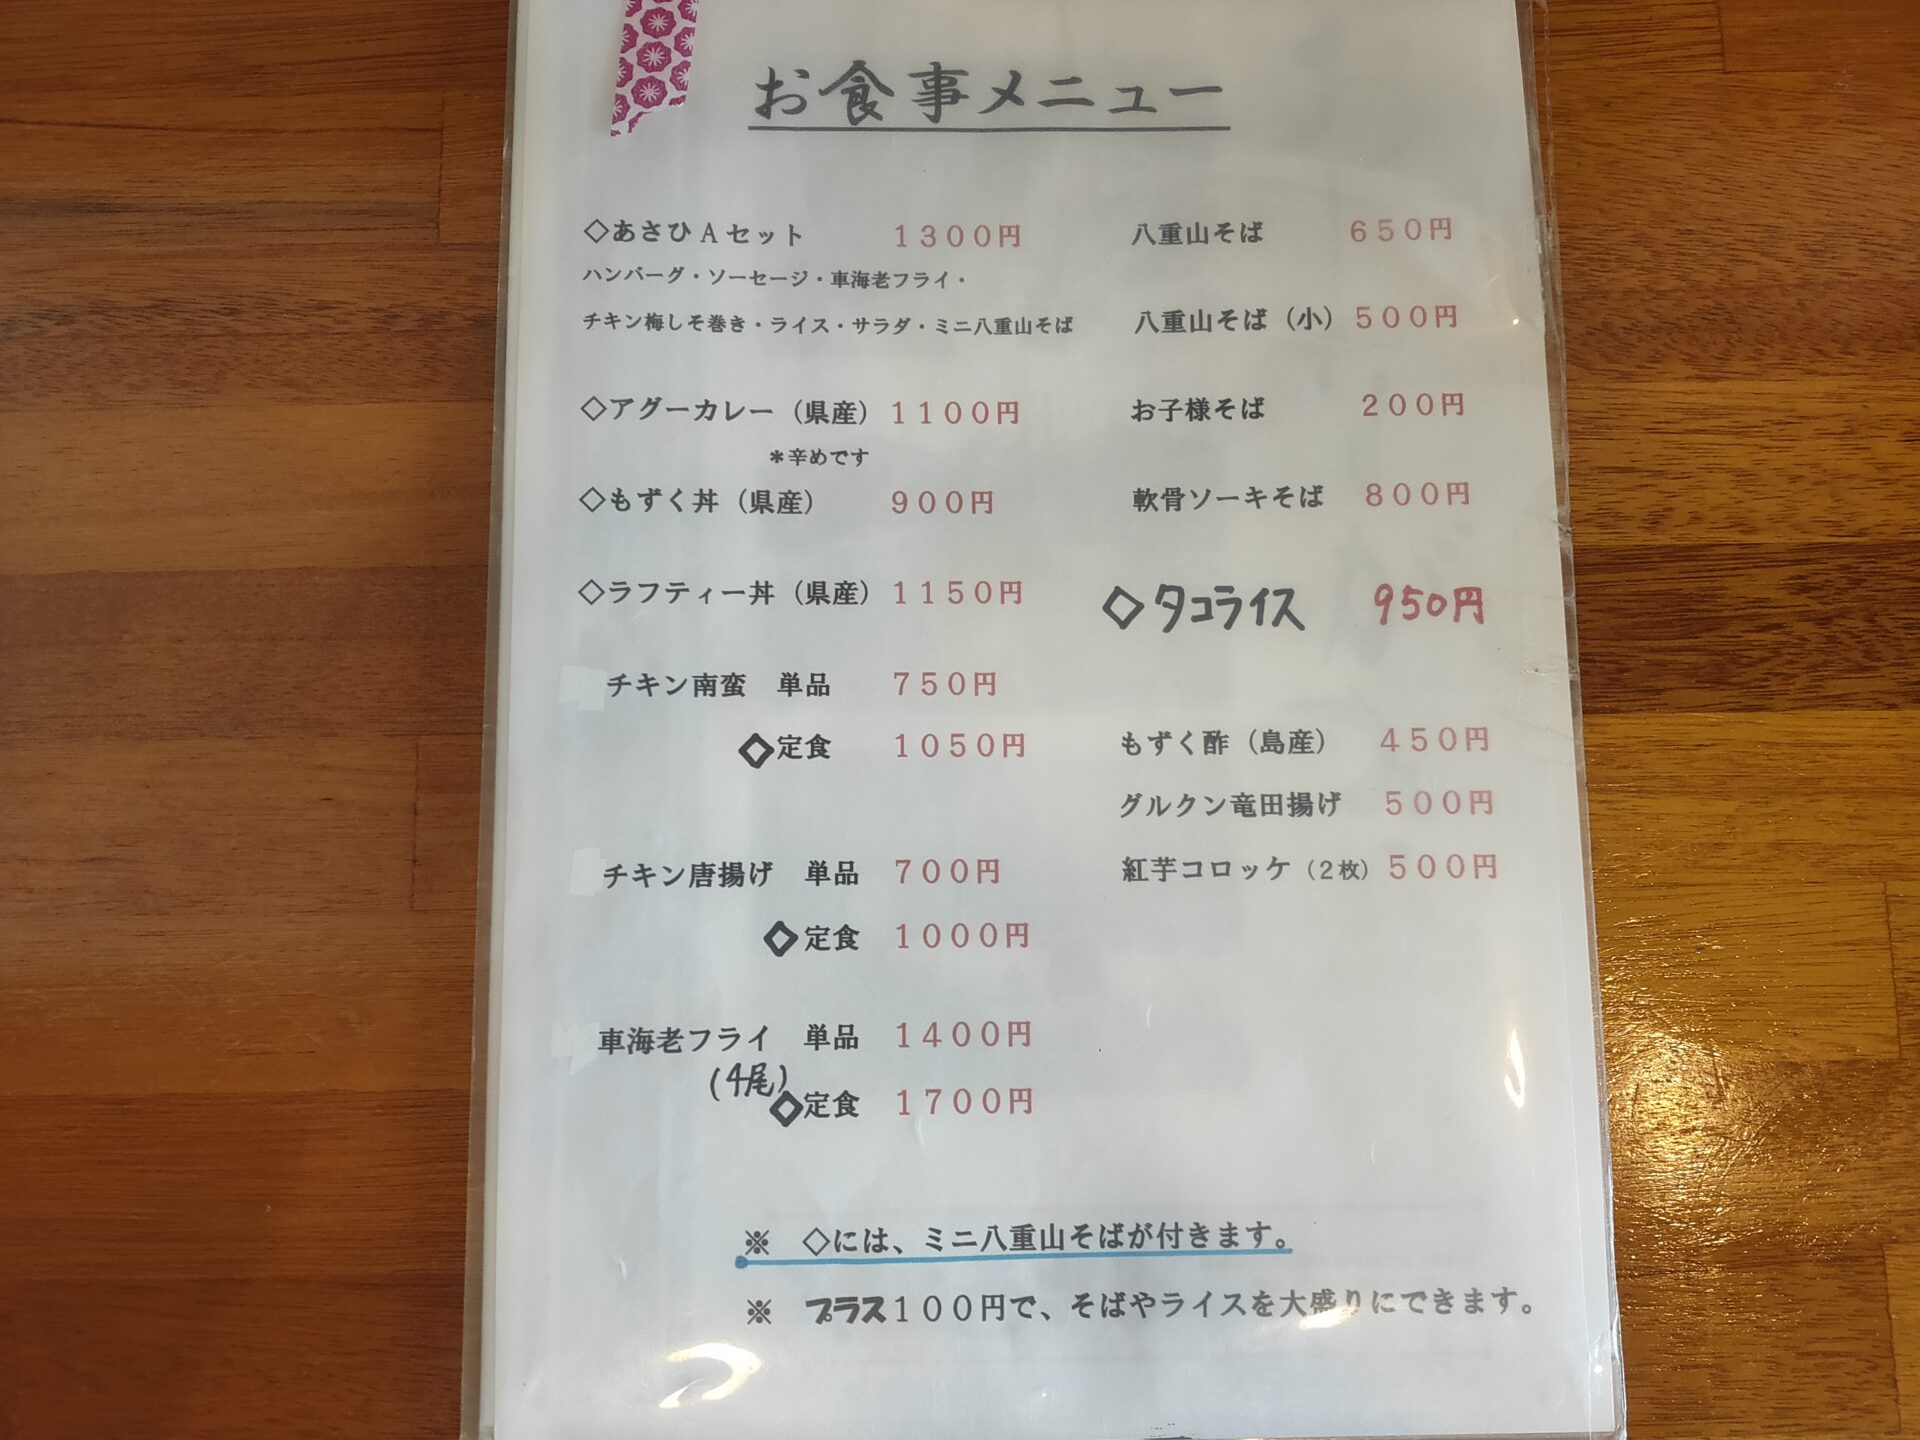 お食事メニュー
◇あさひAセット　1300円
ハンバーグ・ソーセージ・車海老フライ・
チキン梅しそ巻き・ライス・サラダ・ミニ八重山そば
◇アグーカレー（県産）1100円
＊辛めです
◇もずく丼（県産）　900円
◇ラフティー丼（県産）1150円
チキン南蛮　単品　750円
◇定食　1050円
チキン唐揚げ　単品　700円
◇定食　1000円
車海老フライ　単品　1400円
(4尾)
◇定食　1700円
八重山そば　650円
八重山そば（小）500円
お子様そば　200円
軟骨ソーキそば　800円
◇タコライス　950円
もずく酢（島産）　450円
グルクン竜田揚げ　500円
紅芋コロッケ（2枚）500円
※　◇には、ミニ八重山そばが付きます。
※　プラス100円で、そばやライスを大盛りにできます。